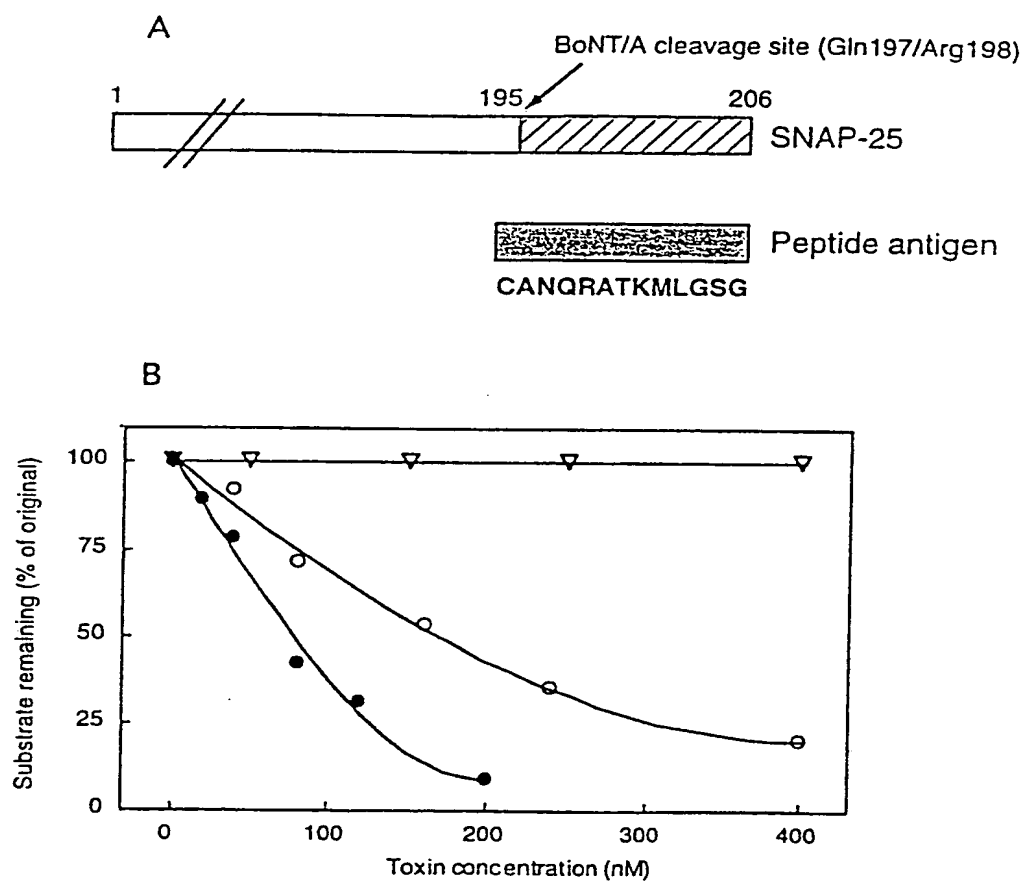 A
BoNT/A cleavage site (Gln197/Arg198)
1 195 206
SNAP-25
Peptide antigen
CANQRATKMLGSG
B
Substrate remaining (% of original)
100
75
50
25
0
0 100 200 300 400
Toxin concentration (nM)